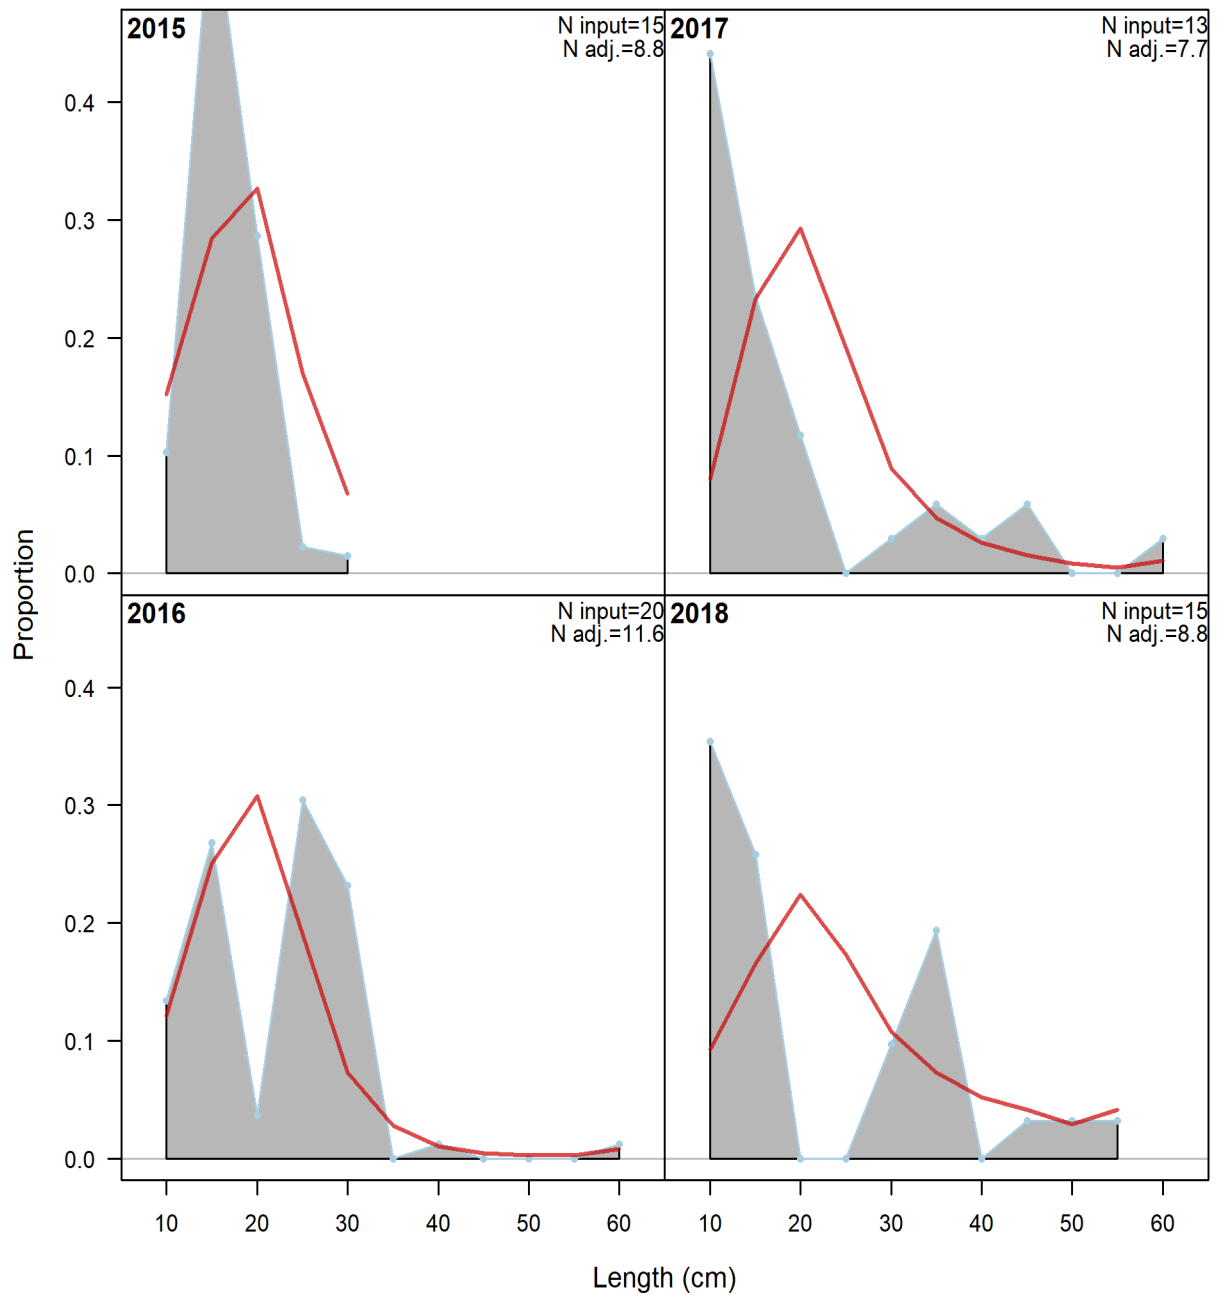 2015
N input=15
N adj.=8.8
2017
N input=13
N adj.=7.7
0.4
0.3
0.2
0.1
0.0
2016
N input=20
N adj.=11.6
2018
N input=15
N adj.=8.8
0.4
0.3
0.2
0.1
0.0
Proportion
10 20 30 40 50 60
10 20 30 40 50 60
Length (cm)